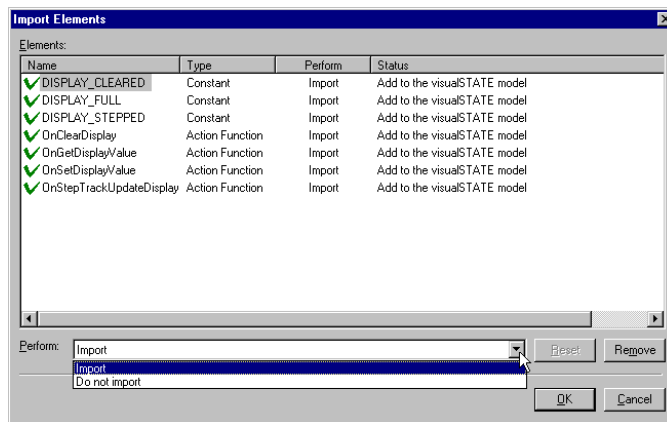 Import Elements
Elements:
Name Type Perform Status
DISPLAY_CLEARED Constant Import Add to the visualSTATE model
DISPLAY_FULL Constant Import Add to the visualSTATE model
DISPLAY_STEPPED Constant Import Add to the visualSTATE model
OnClearDisplay Action Function Import Add to the visualSTATE model
OnGetDisplayValue Action Function Import Add to the visualSTATE model
OnSetDisplayValue Action Function Import Add to the visualSTATE model
OnStepTrackUpdateDisplay Action Function Import Add to the visualSTATE model
Perform: Import Reset Remove
Import
Do not import
OK Cancel